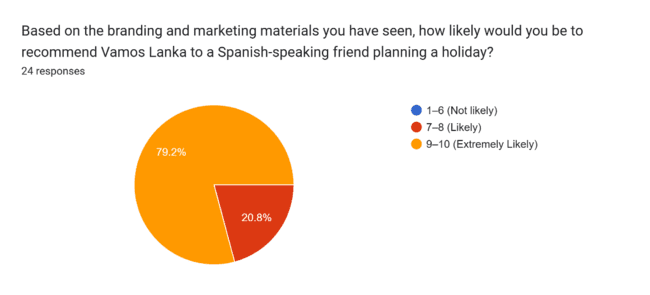 Based on the branding and marketing materials you have seen, how likely would you be to
recommend Vamos Lanka to a Spanish-speaking friend planning a holiday?
24 responses
1–6 (Not likely)
7–8 (Likely)
9–10 (Extremely Likely)
79.2%
20.8%